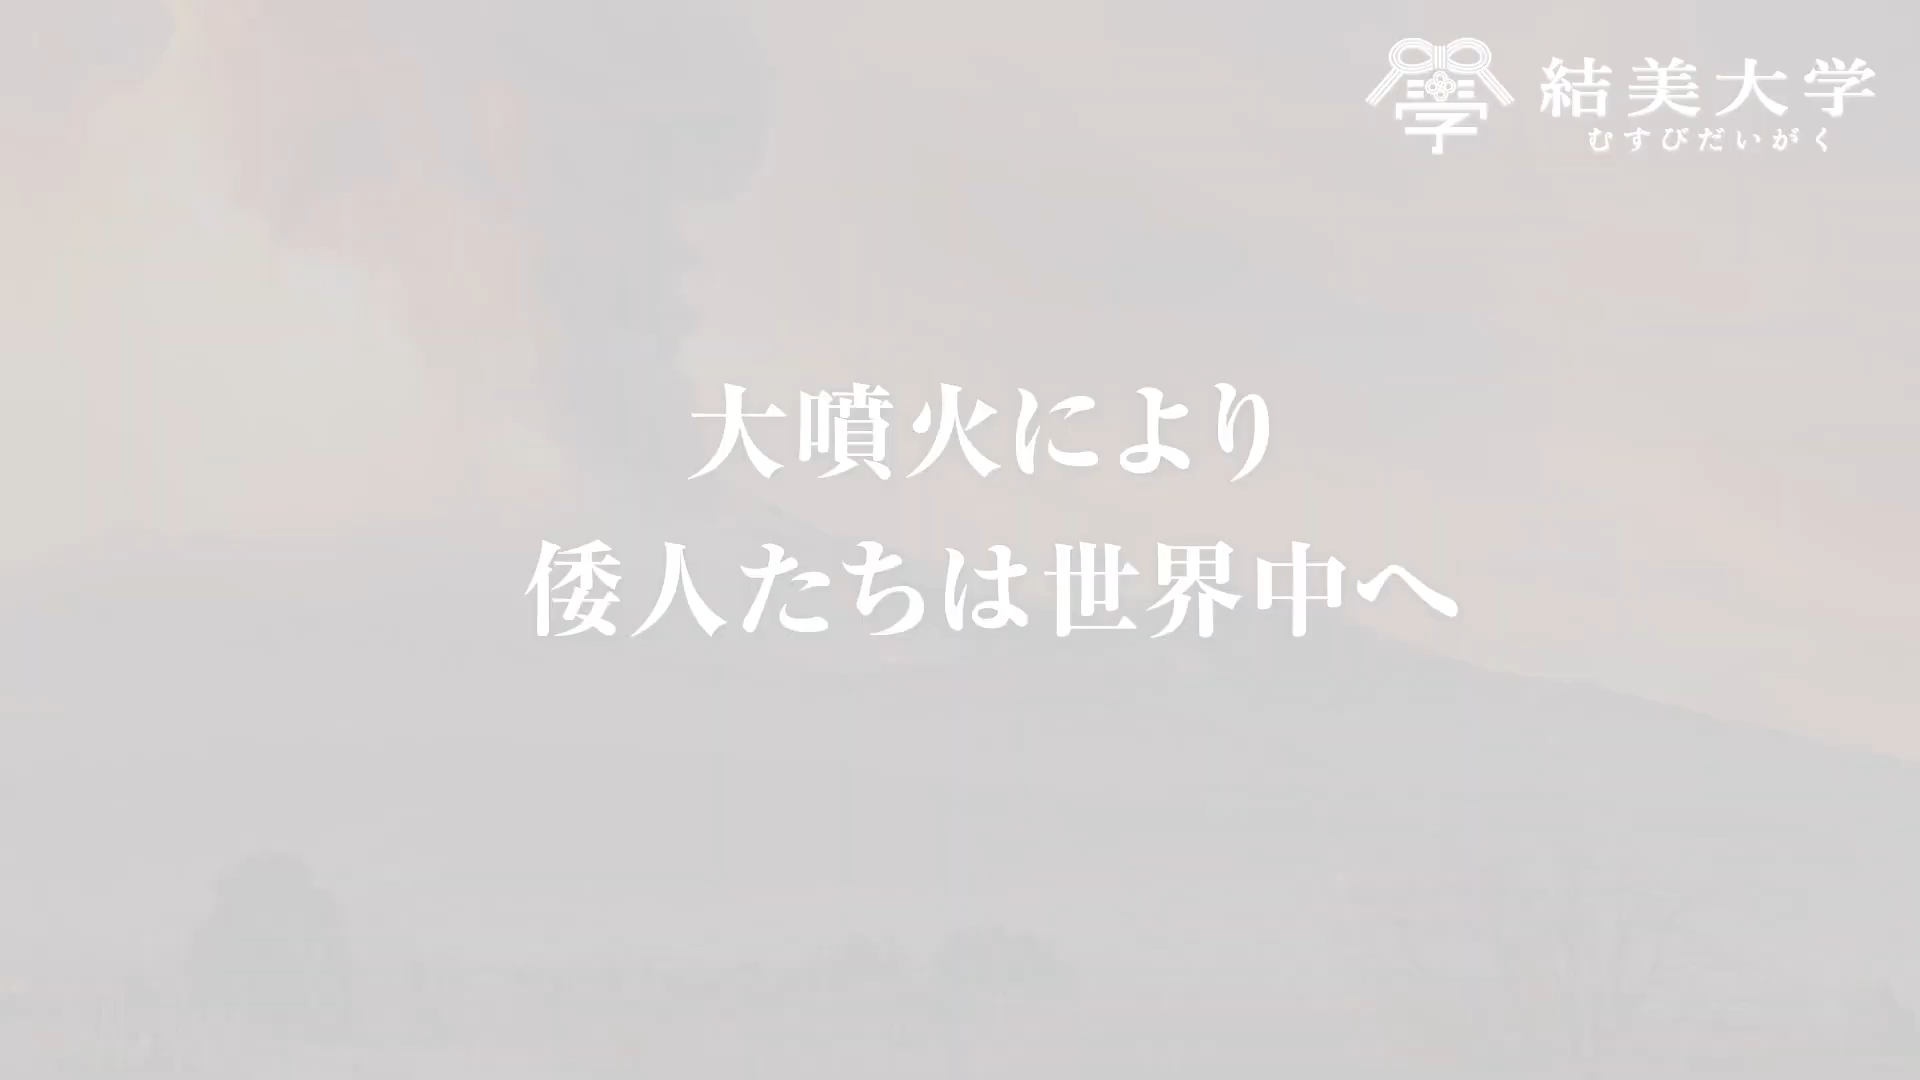 結美大学
むすびだいがく
大噴火により
倭人たちは世界中へ